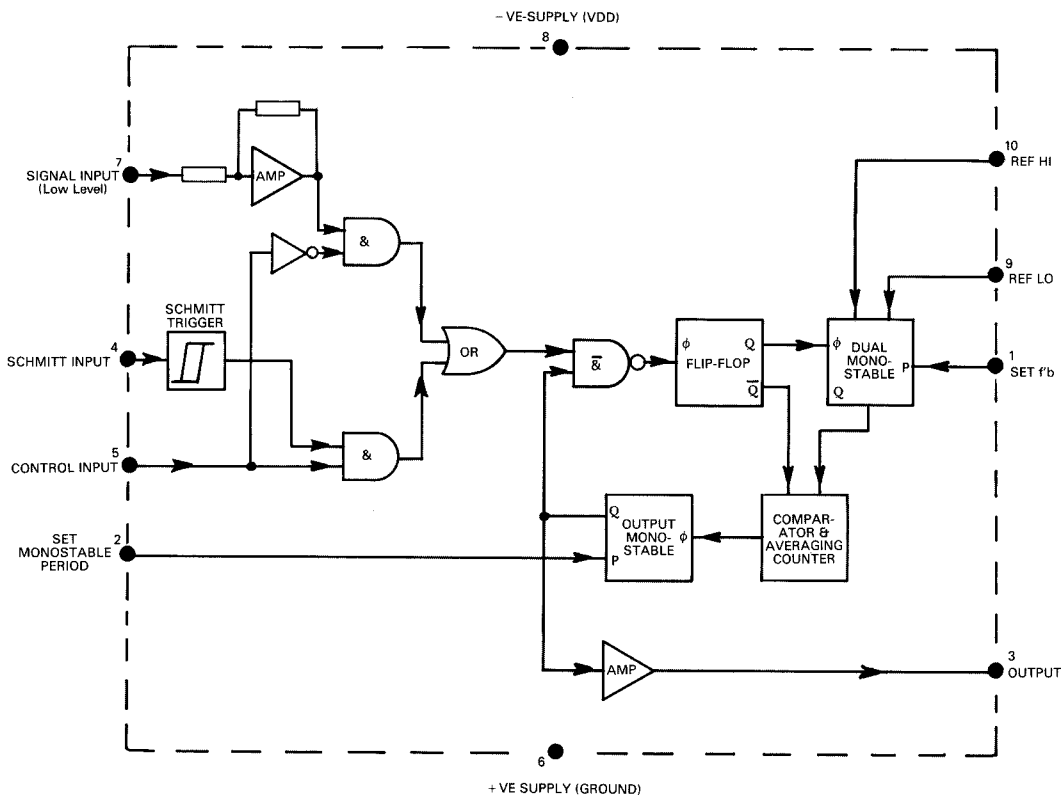 – VE-SUPPLY (VDD)
8
7
SIGNAL INPUT
(Low Level)
AMP
10
REF HI
&
9
REF LO
SCHMITT
TRIGGER
4
SCHMITT INPUT
OR
&
ϕ
Q
FLIP-FLOP
Q
ϕ
DUAL
MONO-
STABLE
P
Q
1
SET f'b
5
CONTROL INPUT
&
SET
MONOSTABLE
PERIOD
2
Q
OUTPUT
MONO-
STABLE
ϕ
P
COMPAR-
ATOR &
AVERAGING
COUNTER
AMP
3
OUTPUT
6
+ VE SUPPLY (GROUND)